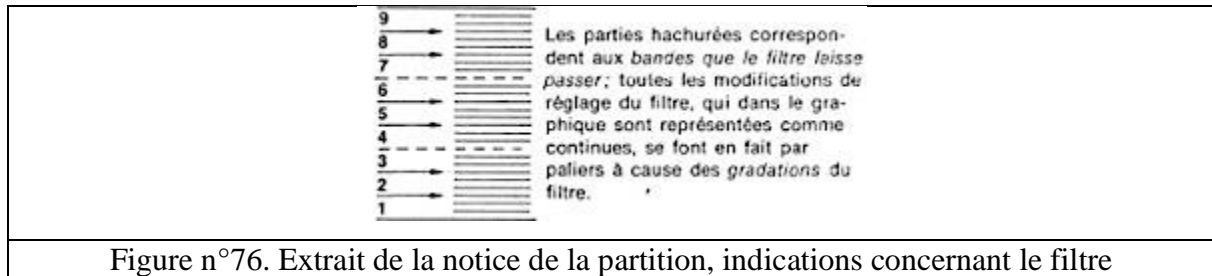 9
8
7
6
5
4
3
2
1
Les parties hachurées correspon-
dent aux bandes que le filtre laisse
passer; toutes les modifications de
réglage du filtre, qui dans le gra-
phique sont représentées comme
continues, se font en fait par
paliers à cause des gradations du
filtre.
Figure n°76. Extrait de la notice de la partition, indications concernant le filtre